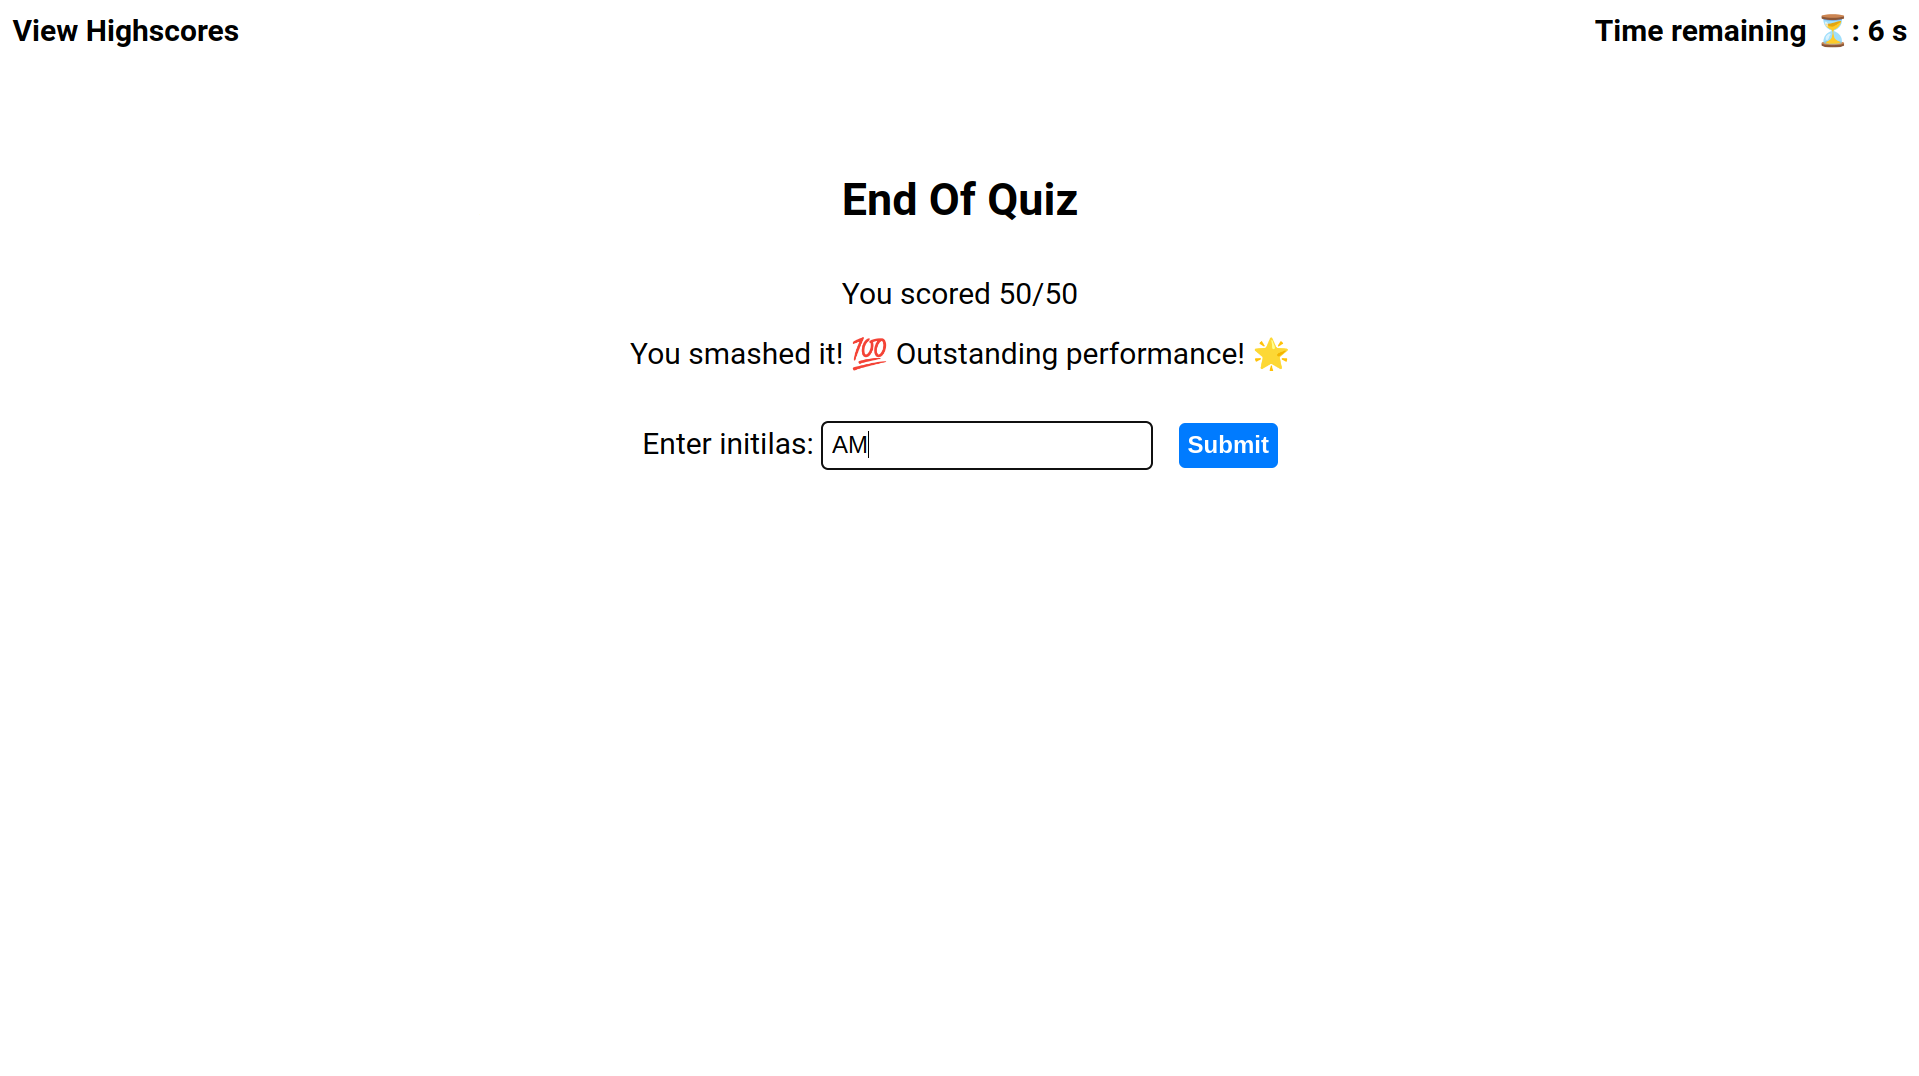 View Highscores
Time remaining ⏳: 6 s
End Of Quiz
You scored 50/50
You smashed it! 💯 Outstanding performance! 🌟
Enter initilas: AM Submit